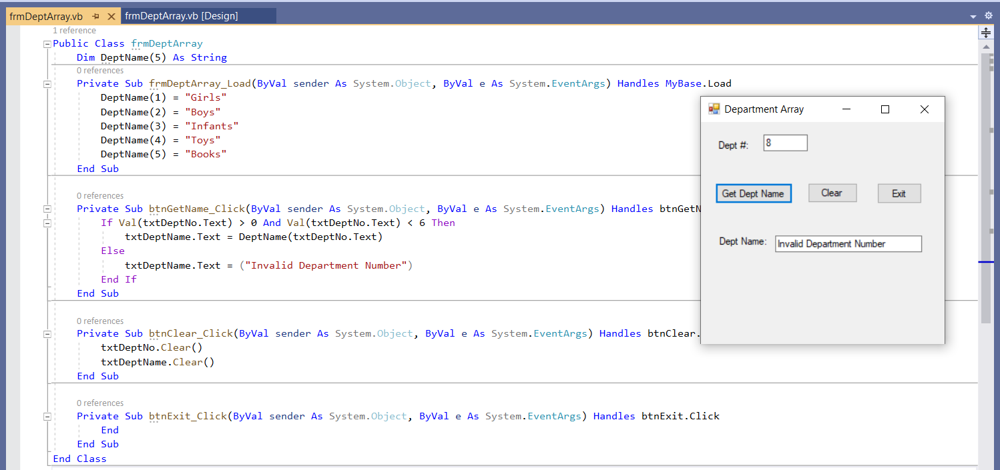 frmDeptArray.vb
frmDeptArray.vb [Design]
1 reference
Public Class frmDeptArray
Dim DeptName(5) As String
0 references
Private Sub frmDeptArray_Load(ByVal sender As System.Object, ByVal e As System.EventArgs) Handles MyBase.Load
DeptName(1) = "Girls"
DeptName(2) = "Boys"
DeptName(3) = "Infants"
DeptName(4) = "Toys"
DeptName(5) = "Books"
End Sub
0 references
Private Sub btnGetName_Click(ByVal sender As System.Object, ByVal e As System.EventArgs) Handles btnGetN
If Val(txtDeptNo.Text) > 0 And Val(txtDeptNo.Text) < 6 Then
txtDeptName.Text = DeptName(txtDeptNo.Text)
Else
txtDeptName.Text = ("Invalid Department Number")
End If
End Sub
0 references
Private Sub btnClear_Click(ByVal sender As System.Object, ByVal e As System.EventArgs) Handles btnClear.
txtDeptNo.Clear()
txtDeptName.Clear()
End Sub
0 references
Private Sub btnExit_Click(ByVal sender As System.Object, ByVal e As System.EventArgs) Handles btnExit.Click
End
End Sub
End Class
Department Array
Dept #: 8
Get Dept Name Clear Exit
Dept Name: Invalid Department Number